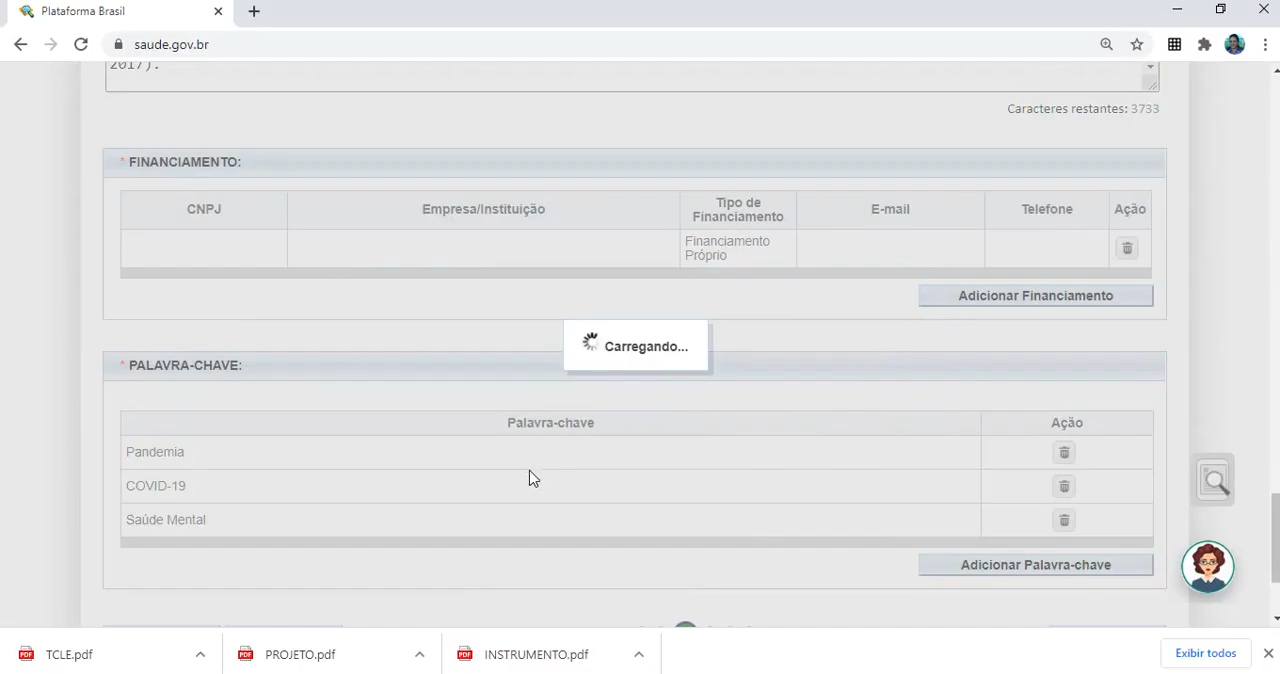 Plataforma Brasil
saude.gov.br
2017).
Caracteres restantes: 3733
* FINANCIAMENTO:
CNPJ Empresa/Instituição Tipo de Financiamento E-mail Telefone Ação
Financiamento
Próprio
Adicionar Financiamento
Carregando...
* PALAVRA-CHAVE:
Palavra-chave Ação
Pandemia
COVID-19
Saúde Mental
Adicionar Palavra-chave
TCLE.pdf PROJETO.pdf INSTRUMENTO.pdf Exibir todos